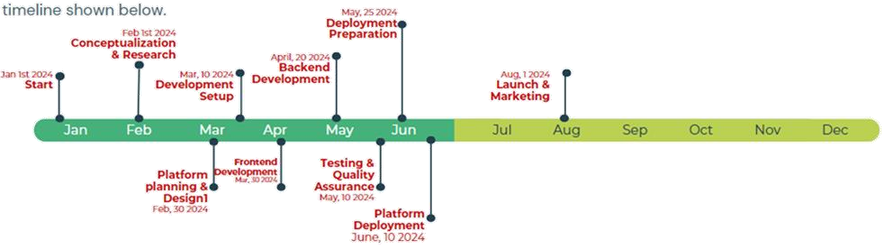 timeline shown below.
Jan 1st 2024
Start
Feb 1st 2024
Conceptualization
& Research
Mar, 10 2024
Development
Setup
April, 20 2024
Backend
Development
May, 25 2024
Deployment
Preparation
Aug, 1 2024
Launch &
Marketing
Jan Feb Mar Apr May Jun Jul Aug Sep Oct Nov Dec
Platform
planning &
Design1
Feb, 30 2024
Frontend
Development
Mar, 30 2024
Testing &
Quality
Assurance
May, 10 2024
Platform
Deployment
June, 10 2024